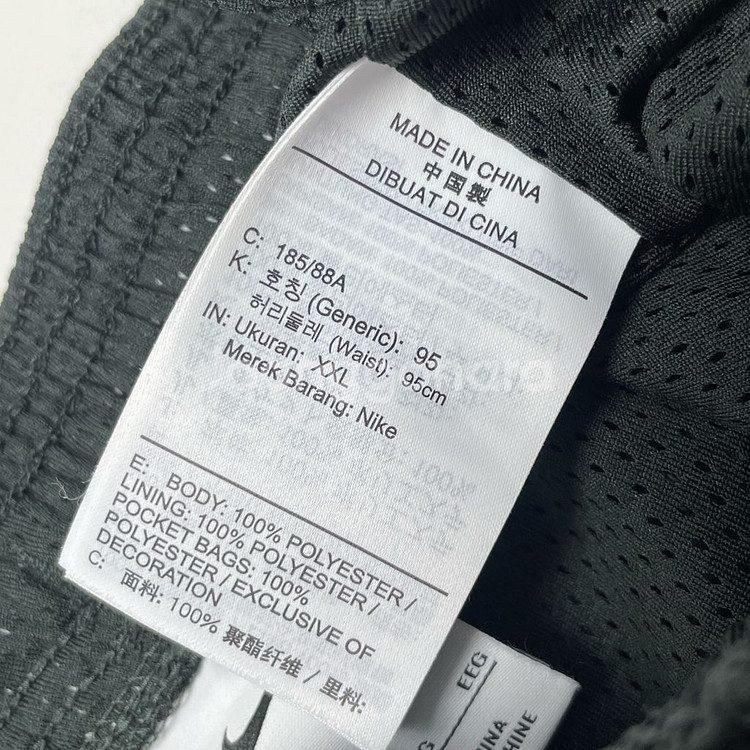 MADE IN CHINA
中国製
DIBUAT DI CINA
C: 185/88A
K: 호칭 (Generic): 95
허리둘레 (Waist): 95cm
IN: Ukuran: XXL
Merek Barang: Nike
E: BODY: 100% POLYESTER /
LINING: 100% POLYESTER /
POCKET BAGS: 100%
POLYESTER / EXCLUSIVE OF
DECORATION
C: 面料: 100% 聚酯纤维 / 里料:
EEG